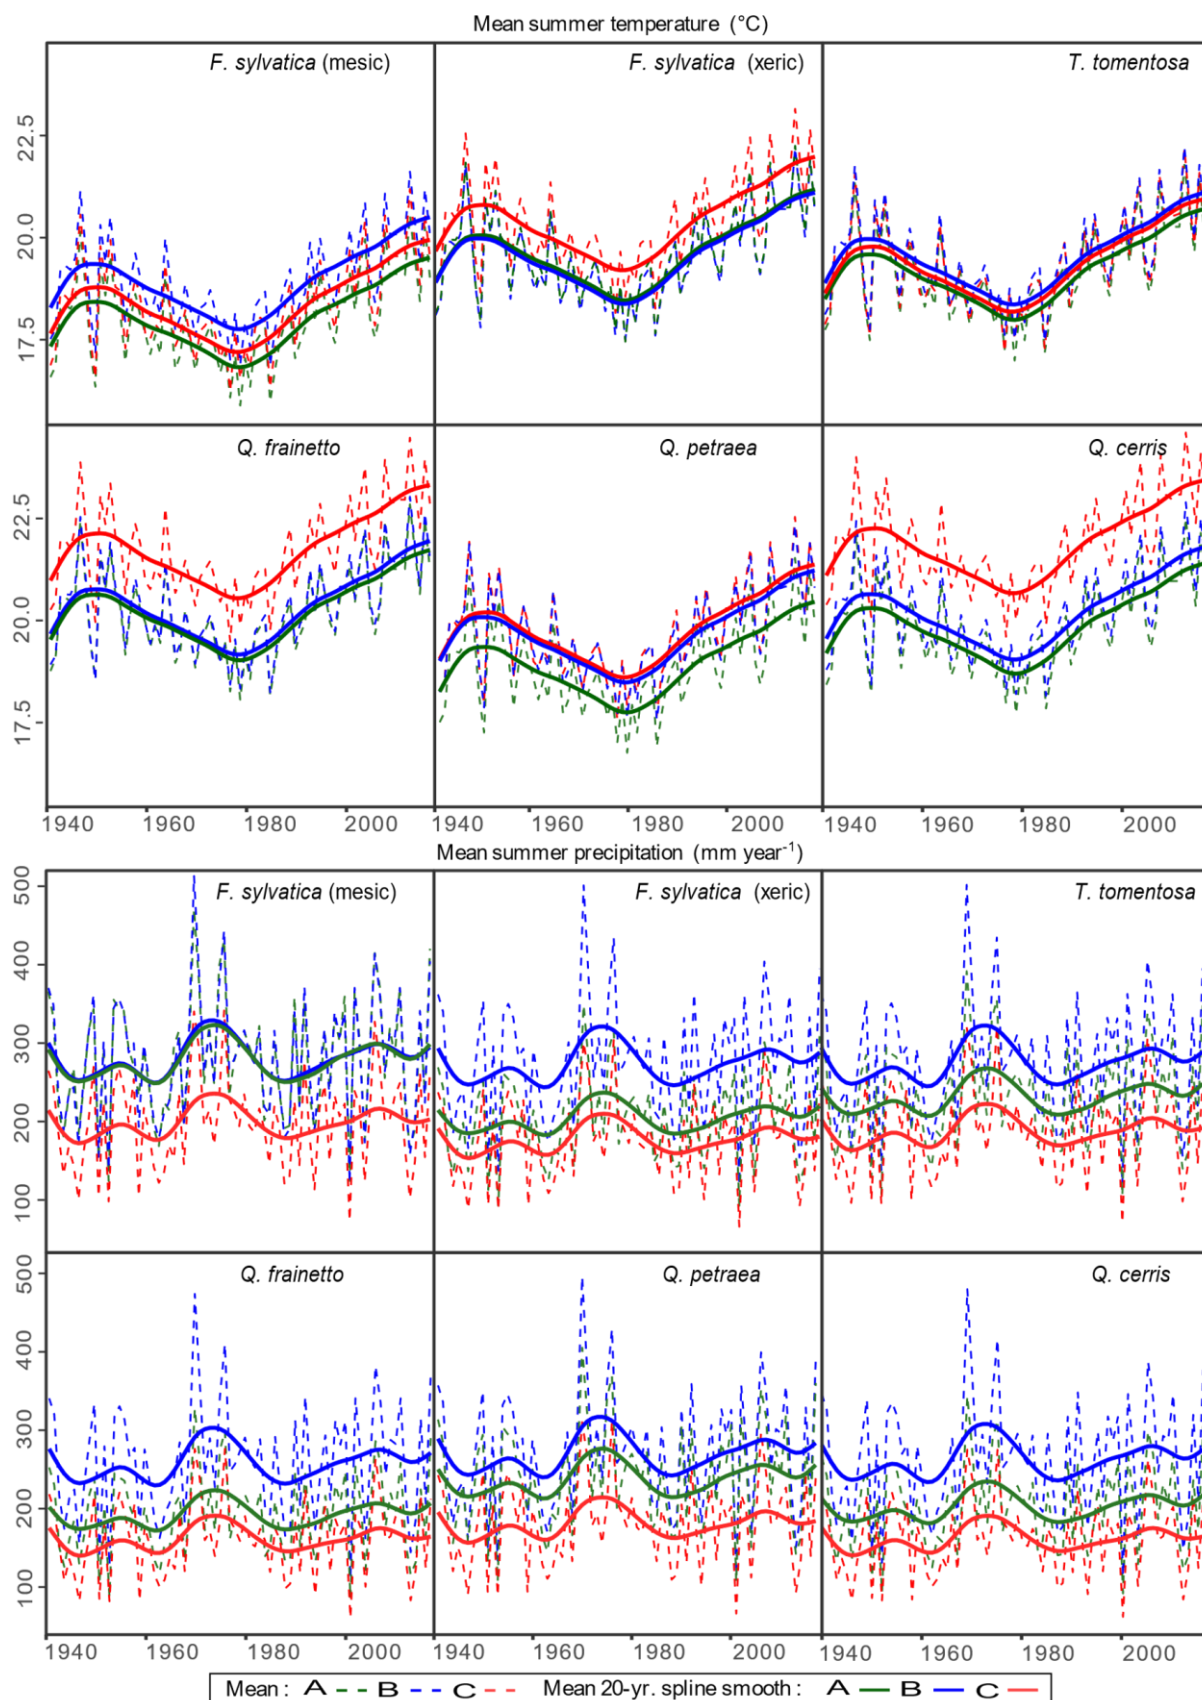 Mean summer temperature (°C)
F. sylvatica (mesic)
F. sylvatica (xeric)
T. tomentosa
22.5
20.0
17.5
Q. frainetto
Q. petraea
Q. cerris
22.5
20.0
17.5
1940 1960 1980 2000
1940 1960 1980 2000
1940 1960 1980 2000
Mean summer precipitation (mm year⁻¹)
F. sylvatica (mesic)
F. sylvatica (xeric)
T. tomentosa
500
400
300
200
100
Q. frainetto
Q. petraea
Q. cerris
500
400
300
200
100
1940 1960 1980 2000
1940 1960 1980 2000
1940 1960 1980 2000
Mean : A B C Mean 20-yr. spline smooth : A B C